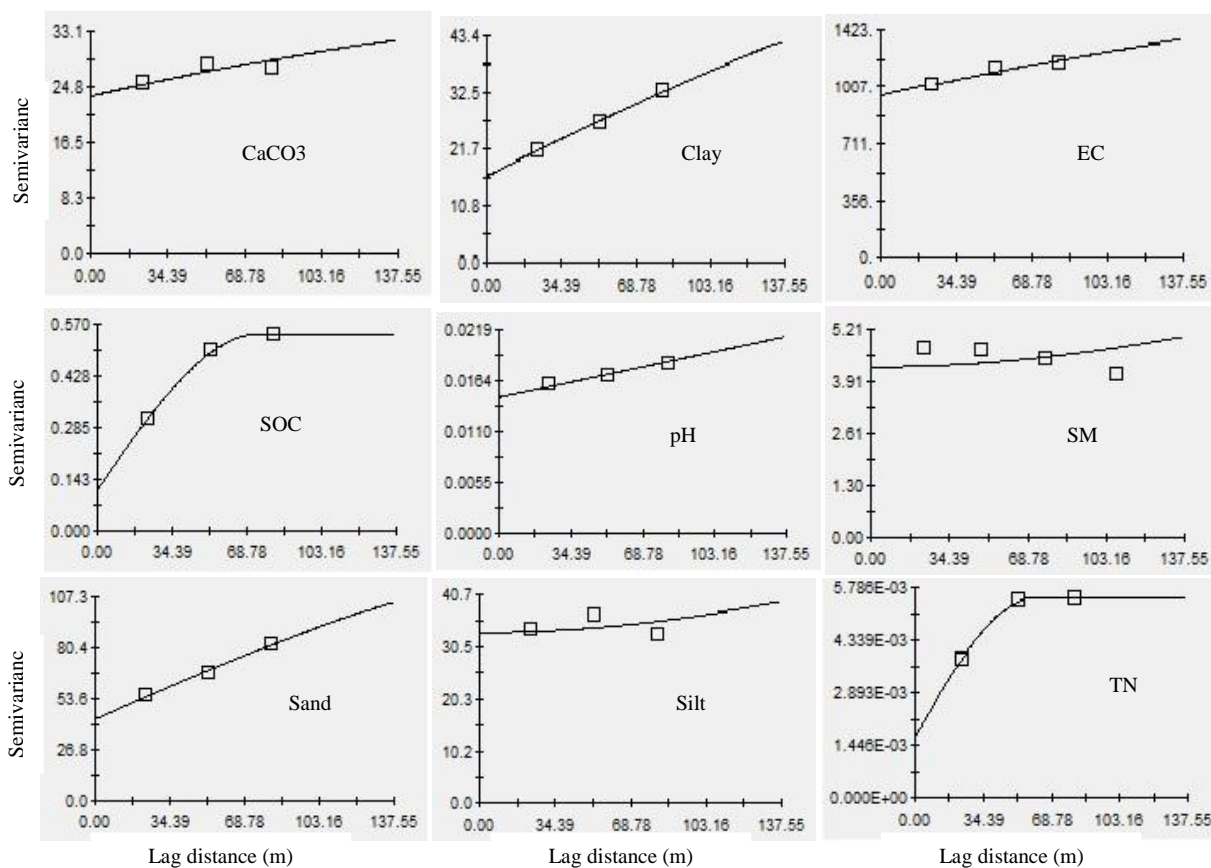 33.1
24.8
16.5
8.3
0.0
0.00 34.39 68.78 103.16 137.55
CaCO3
Semivarianc
43.4
32.5
21.7
10.8
0.0
0.00 34.39 68.78 103.16 137.55
Clay
1423.
1007.
711.
356.
0.
0.00 34.39 68.78 103.16 137.55
EC
0.570
0.428
0.285
0.143
0.000
0.00 34.39 68.78 103.16 137.55
SOC
Semivarianc
0.0219
0.0164
0.0110
0.0055
0.0000
0.00 34.39 68.78 103.16 137.55
pH
5.21
3.91
2.61
1.30
0.00
0.00 34.39 68.78 103.16 137.55
SM
107.3
80.4
53.6
26.8
0.0
0.00 34.39 68.78 103.16 137.55
Sand
Semivarianc
40.7
30.5
20.3
10.2
0.0
0.00 34.39 68.78 103.16 137.55
Silt
5.786E-03
4.339E-03
2.893E-03
1.446E-03
0.000E+00
0.00 34.39 68.78 103.16 137.55
TN
Lag distance (m) Lag distance (m) Lag distance (m)